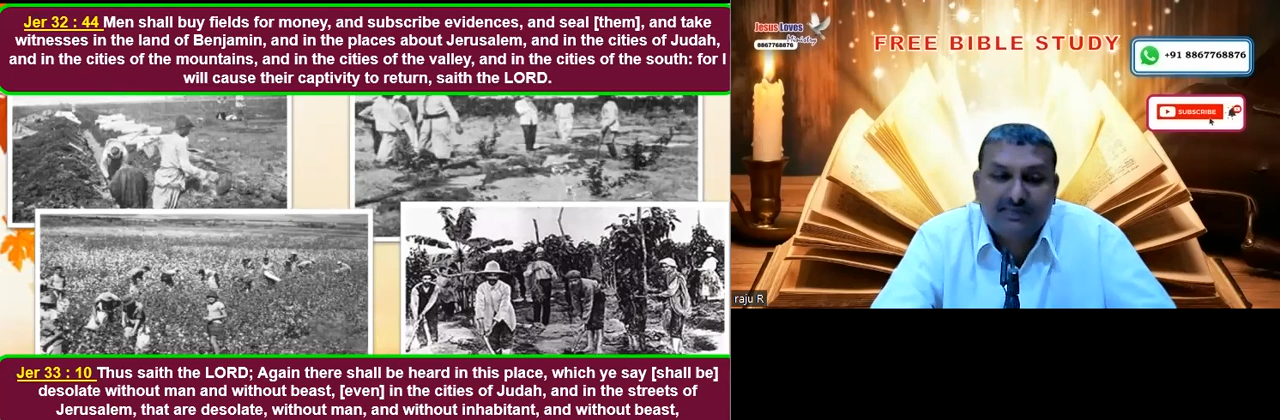 Jer 32 : 44 Men shall buy fields for money, and subscribe evidences, and seal [them], and take
witnesses in the land of Benjamin, and in the places about Jerusalem, and in the cities of Judah,
and in the cities of the mountains, and in the cities of the valley, and in the cities of the south: for I
will cause their captivity to return, saith the LORD.
Jer 33 : 10 Thus saith the LORD; Again there shall be heard in this place, which ye say [shall be]
desolate without man and without beast, [even] in the cities of Judah, and in the streets of
Jerusalem, that are desolate, without man, and without inhabitant, and without beast,
Jesus Loves
Ministry
8867768876
FREE BIBLE STUDY
+91 8867768876
SUBSCRIBE
raju R